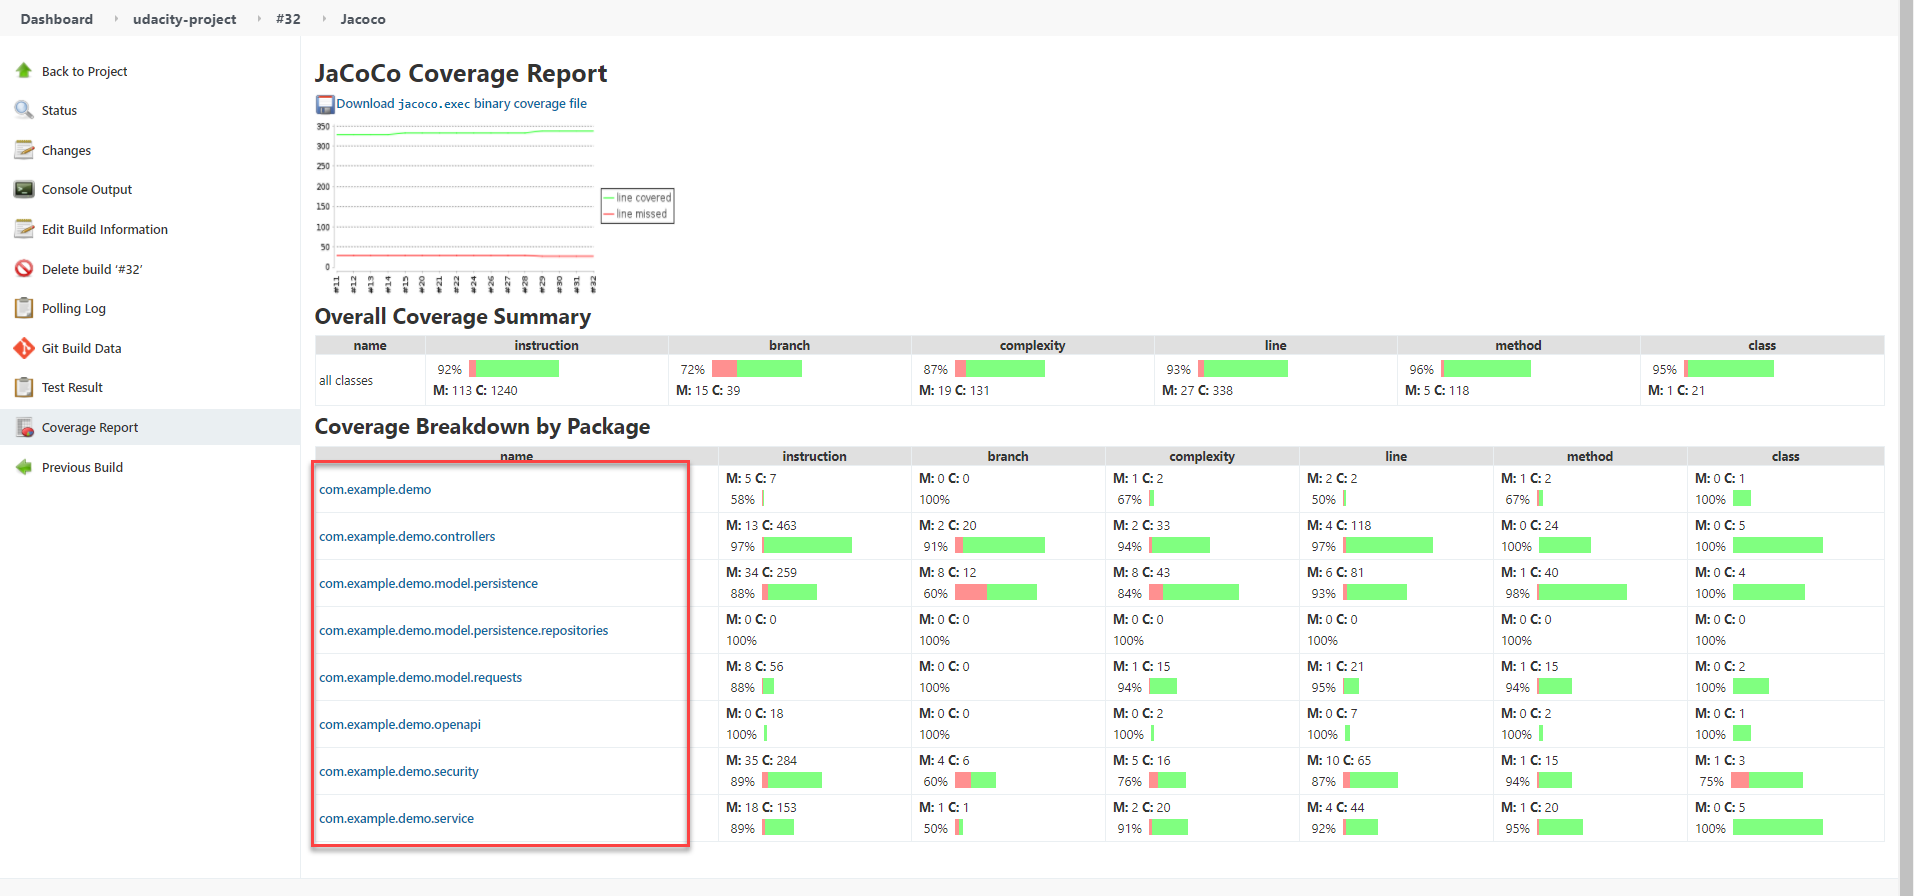 Dashboard udacity-project #32 Jacoco
Back to Project
Status
Changes
Console Output
Edit Build Information
Delete build ‘#32’
Polling Log
Git Build Data
Test Result
Coverage Report
Previous Build
JaCoCo Coverage Report
Download jacoco.exec binary coverage file
350
300
250
200
150
100
50
0
#11 #12 #13 #14 #15 #20 #21 #22 #24 #26 #27 #28 #29 #30 #31 #32
line covered
line missed
Overall Coverage Summary
name instruction branch complexity line method class
all classes
92% 72% 87% 93% 96% 95%
M: 113 C: 1240 M: 15 C: 39 M: 19 C: 131 M: 27 C: 338 M: 5 C: 118 M: 1 C: 21
Coverage Breakdown by Package
name instruction branch complexity line method class
com.example.demo
M: 5 C: 7 M: 0 C: 0 M: 1 C: 2 M: 2 C: 2 M: 1 C: 2 M: 0 C: 1
58% 100% 67% 50% 67% 100%
com.example.demo.controllers
M: 13 C: 463 M: 2 C: 20 M: 2 C: 33 M: 4 C: 118 M: 0 C: 24 M: 0 C: 5
97% 91% 94% 97% 100% 100%
com.example.demo.model.persistence
M: 34 C: 259 M: 8 C: 12 M: 8 C: 43 M: 6 C: 81 M: 1 C: 40 M: 0 C: 4
88% 60% 84% 93% 98% 100%
com.example.demo.model.persistence.repositories
M: 0 C: 0 M: 0 C: 0 M: 0 C: 0 M: 0 C: 0 M: 0 C: 0 M: 0 C: 0
100% 100% 100% 100% 100% 100%
com.example.demo.model.requests
M: 8 C: 56 M: 0 C: 0 M: 1 C: 15 M: 1 C: 21 M: 1 C: 15 M: 0 C: 2
88% 100% 94% 95% 94% 100%
com.example.demo.openapi
M: 0 C: 18 M: 0 C: 0 M: 0 C: 2 M: 0 C: 7 M: 0 C: 2 M: 0 C: 1
100% 100% 100% 100% 100% 100%
com.example.demo.security
M: 35 C: 284 M: 4 C: 6 M: 5 C: 16 M: 10 C: 65 M: 1 C: 15 M: 1 C: 3
89% 60% 76% 87% 94% 75%
com.example.demo.service
M: 18 C: 153 M: 1 C: 1 M: 2 C: 20 M: 4 C: 44 M: 1 C: 20 M: 0 C: 5
89% 50% 91% 92% 95% 100%